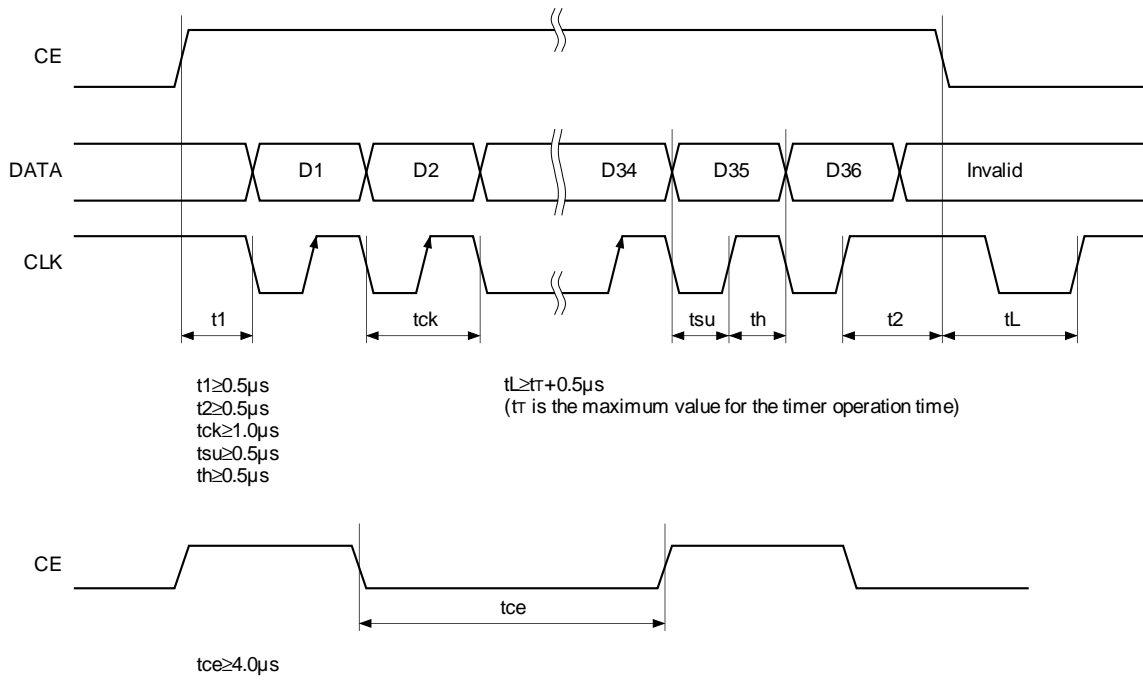 CE
DATA D1 D2 D34 D35 D36 Invalid
CLK
t1 tck tsu th t2 tL
t1≥0.5μs
t2≥0.5μs
tck≥1.0μs
tsu≥0.5μs
th≥0.5μs
tL≥tT+0.5μs
(tT is the maximum value for the timer operation time)
CE
tce
tce≥4.0μs